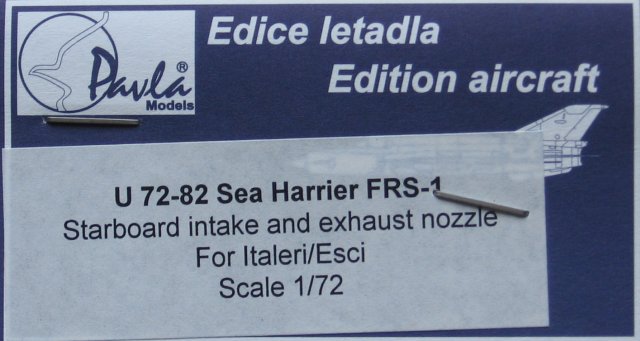 Edice letadla
Pavla®
Models
Edition aircraft
U 72-82 Sea Harrier FRS-1
Starboard intake and exhaust nozzle
For Italeri/Esci
Scale 1/72